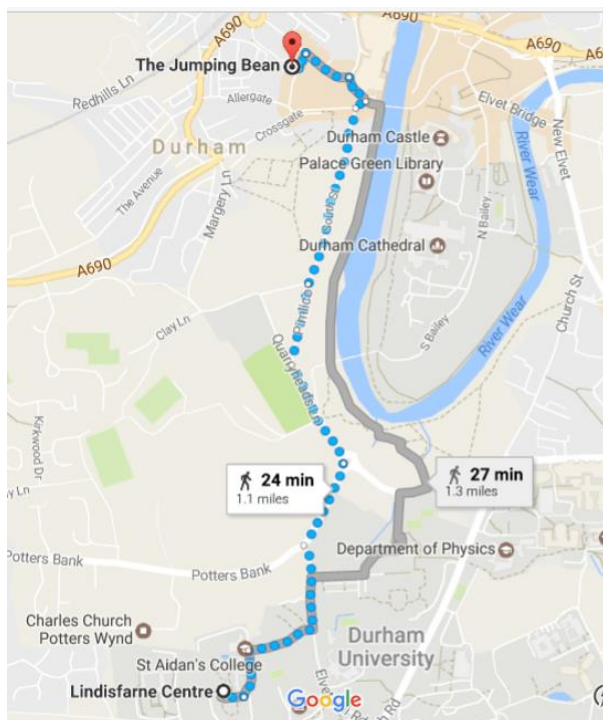 A690
A690
The Jumping Bean
Redhills Ln
Allergate
Crossgate
Elvet Bridge
New Elvet
Durham
Durham Castle
Palace Green Library
River Wear
The Avenue
Margery Ln
South St
N Bailey
Durham Cathedral
A690
Church St
Clay Ln
Pimlico
S Bailey
River Wear
Quarryheads Ln
Kirkwood Dr
24 min
1.1 miles
27 min
1.3 miles
Potters Bank
Department of Physics
Potters Bank
Charles Church
Potters Wynd
Durham
University
St Aidan's College
Lindisfarne Centre
Google